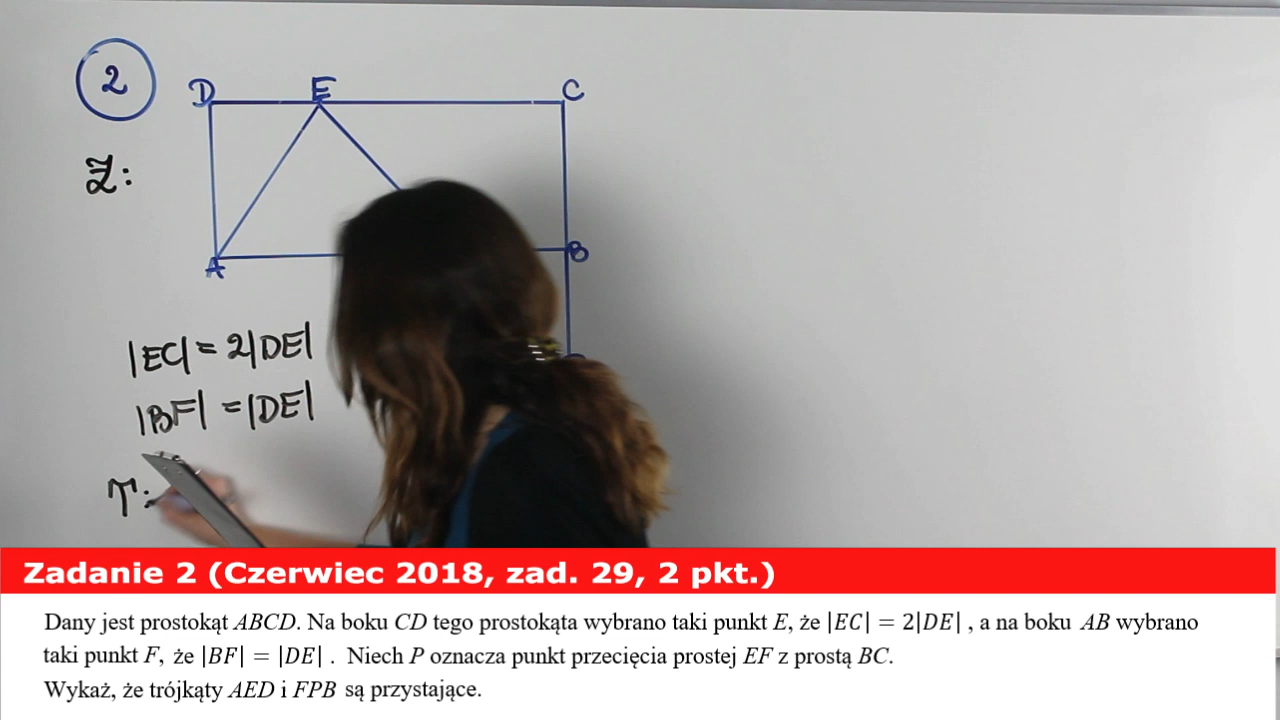 2
D E C
Z:
B
A
|EC| = 2|DE|
|BF| = |DE|
T:
Zadanie 2 (Czerwiec 2018, zad. 29, 2 pkt.)
Dany jest prostokąt ABCD. Na boku CD tego prostokąta wybrano taki punkt E, że |EC| = 2|DE| , a na boku AB wybrano
taki punkt F, że |BF| = |DE| . Niech P oznacza punkt przecięcia prostej EF z prostą BC.
Wykaż, że trójkąty AED i FPB są przystające.